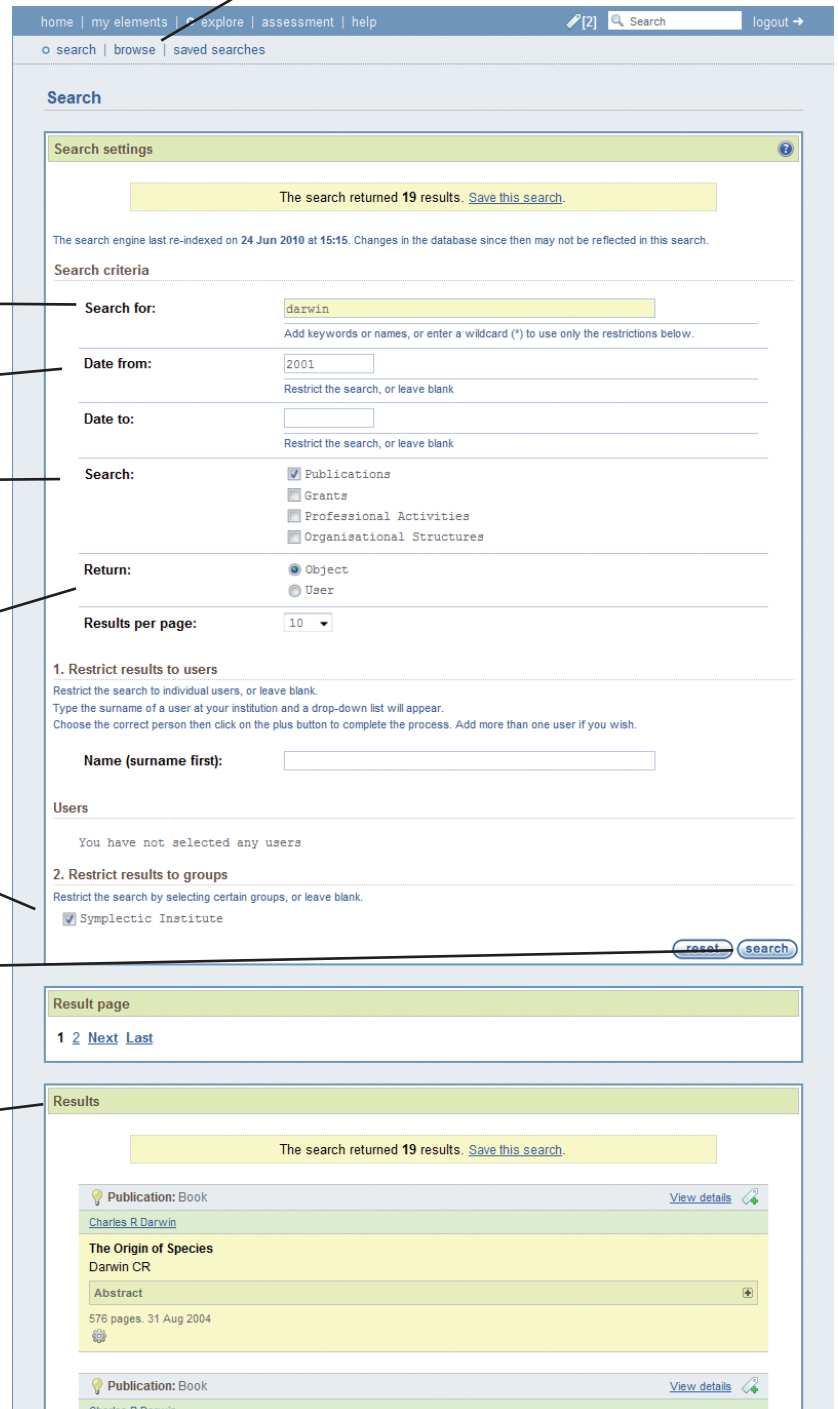 home | my elements | explore | assessment | help [2] Search logout
search | browse | saved searches
Search
Search settings
The search returned 19 results. Save this search.
The search engine last re-indexed on 24 Jun 2010 at 15:15. Changes in the database since then may not be reflected in this search.
Search criteria
Search for: darwin
Add keywords or names, or enter a wildcard (*) to use only the restrictions below.
Date from: 2001
Restrict the search, or leave blank
Date to:
Restrict the search, or leave blank
Search: Publications
Grants
Professional Activities
Organisational Structures
Return: Object
User
Results per page: 10
1. Restrict results to users
Restrict the search to individual users, or leave blank.
Type the surname of a user at your institution and a drop-down list will appear.
Choose the correct person then click on the plus button to complete the process. Add more than one user if you wish.
Name (surname first):
Users
You have not selected any users
2. Restrict results to groups
Restrict the search by selecting certain groups, or leave blank.
Symplectic Institute
reset search
Result page
1 2 Next Last
Results
The search returned 19 results. Save this search.
Publication: Book View details
Charles R Darwin
The Origin of Species
Darwin CR
Abstract
576 pages. 31 Aug 2004
Publication: Book View details